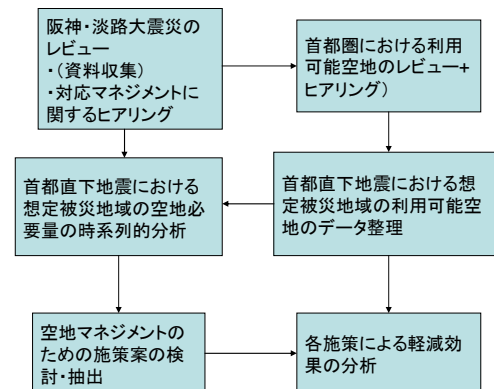 阪神・淡路大震災の
レビュー
・(資料収集)
・対応マネジメントに
関するヒアリング
首都圏における利用
可能空地のレビュー+
ヒアリング)
首都直下地震における
想定被災地域の空地必
要量の時系列的分析
首都直下地震における想
定被災地域の利用可能空
地のデータ整理
空地マネジメントの
ための施策案の検
討・抽出
各施策による軽減効
果の分析